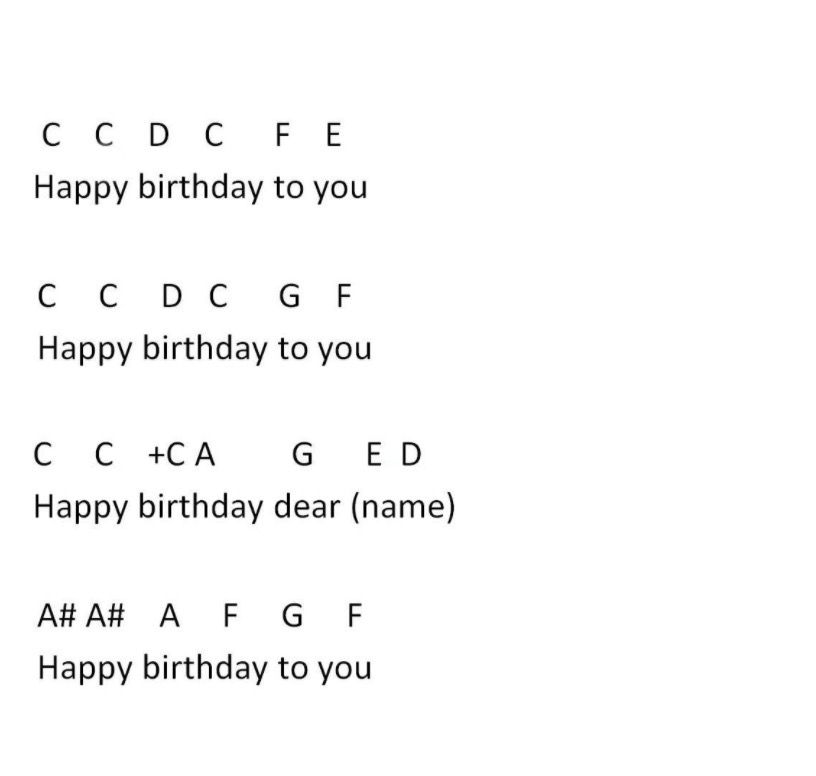 C C D C F E
Happy birthday to you
C C D C G F
Happy birthday to you
C C +C A G E D
Happy birthday dear (name)
A# A# A F G F
Happy birthday to you